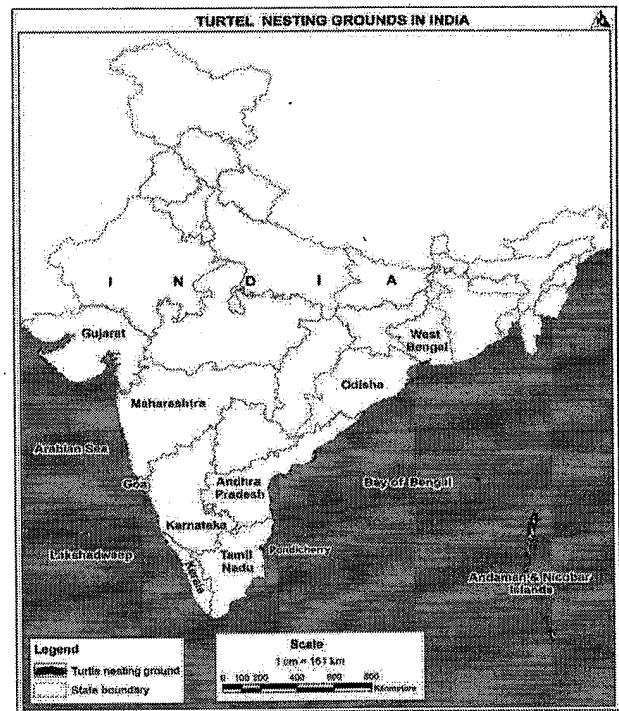 TURTEL NESTING GROUNDS IN INDIA
I N D I A
Gujarat
West
Bengal
Odisha
Maharashtra
Arabian Sea
Goa
Andhra
Pradesh
Bay of Bengal
Karnataka
Lakshadweep
Kerala
Tamil
Nadu
Pondicherry
Andaman & Nicobar
Islands
Legend
Turtle nesting ground
State boundary
Scale
1 cm = 161 km
0 100 200 400 600 800
Kilometers